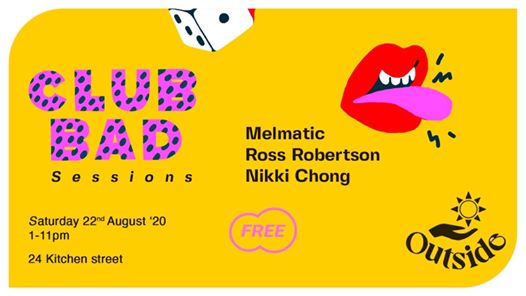 CLUB
BAD
Sessions
Melmatic
Ross Robertson
Nikki Chong
Saturday 22nd August '20
1-11pm
24 Kitchen street
FREE
Outside